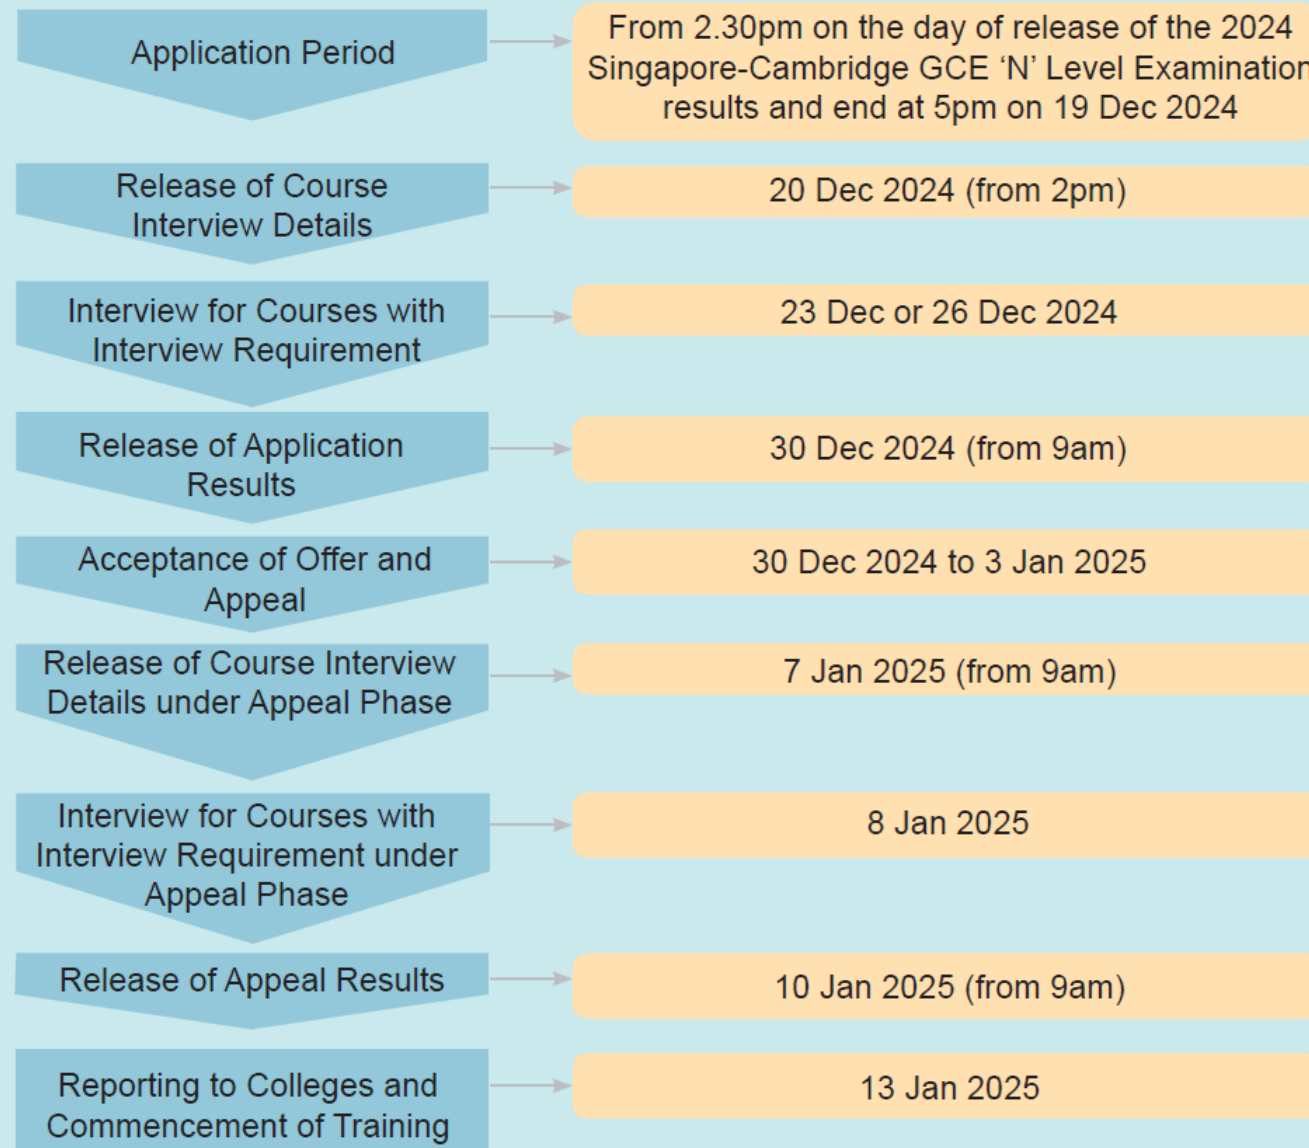 Application Period
From 2.30pm on the day of release of the 2024
Singapore-Cambridge GCE ‘N’ Level Examination
results and end at 5pm on 19 Dec 2024
Release of Course
Interview Details
20 Dec 2024 (from 2pm)
Interview for Courses with
Interview Requirement
23 Dec or 26 Dec 2024
Release of Application
Results
30 Dec 2024 (from 9am)
Acceptance of Offer and
Appeal
30 Dec 2024 to 3 Jan 2025
Release of Course Interview
Details under Appeal Phase
7 Jan 2025 (from 9am)
Interview for Courses with
Interview Requirement under
Appeal Phase
8 Jan 2025
Release of Appeal Results
10 Jan 2025 (from 9am)
Reporting to Colleges and
Commencement of Training
13 Jan 2025